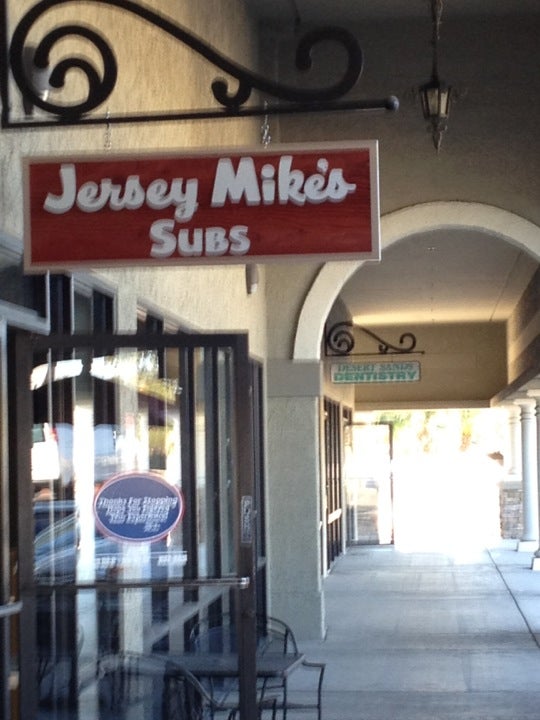 Jersey Mike's
SUBS
DESERT SANDS
DENTISTRY
Thanks For Stopping